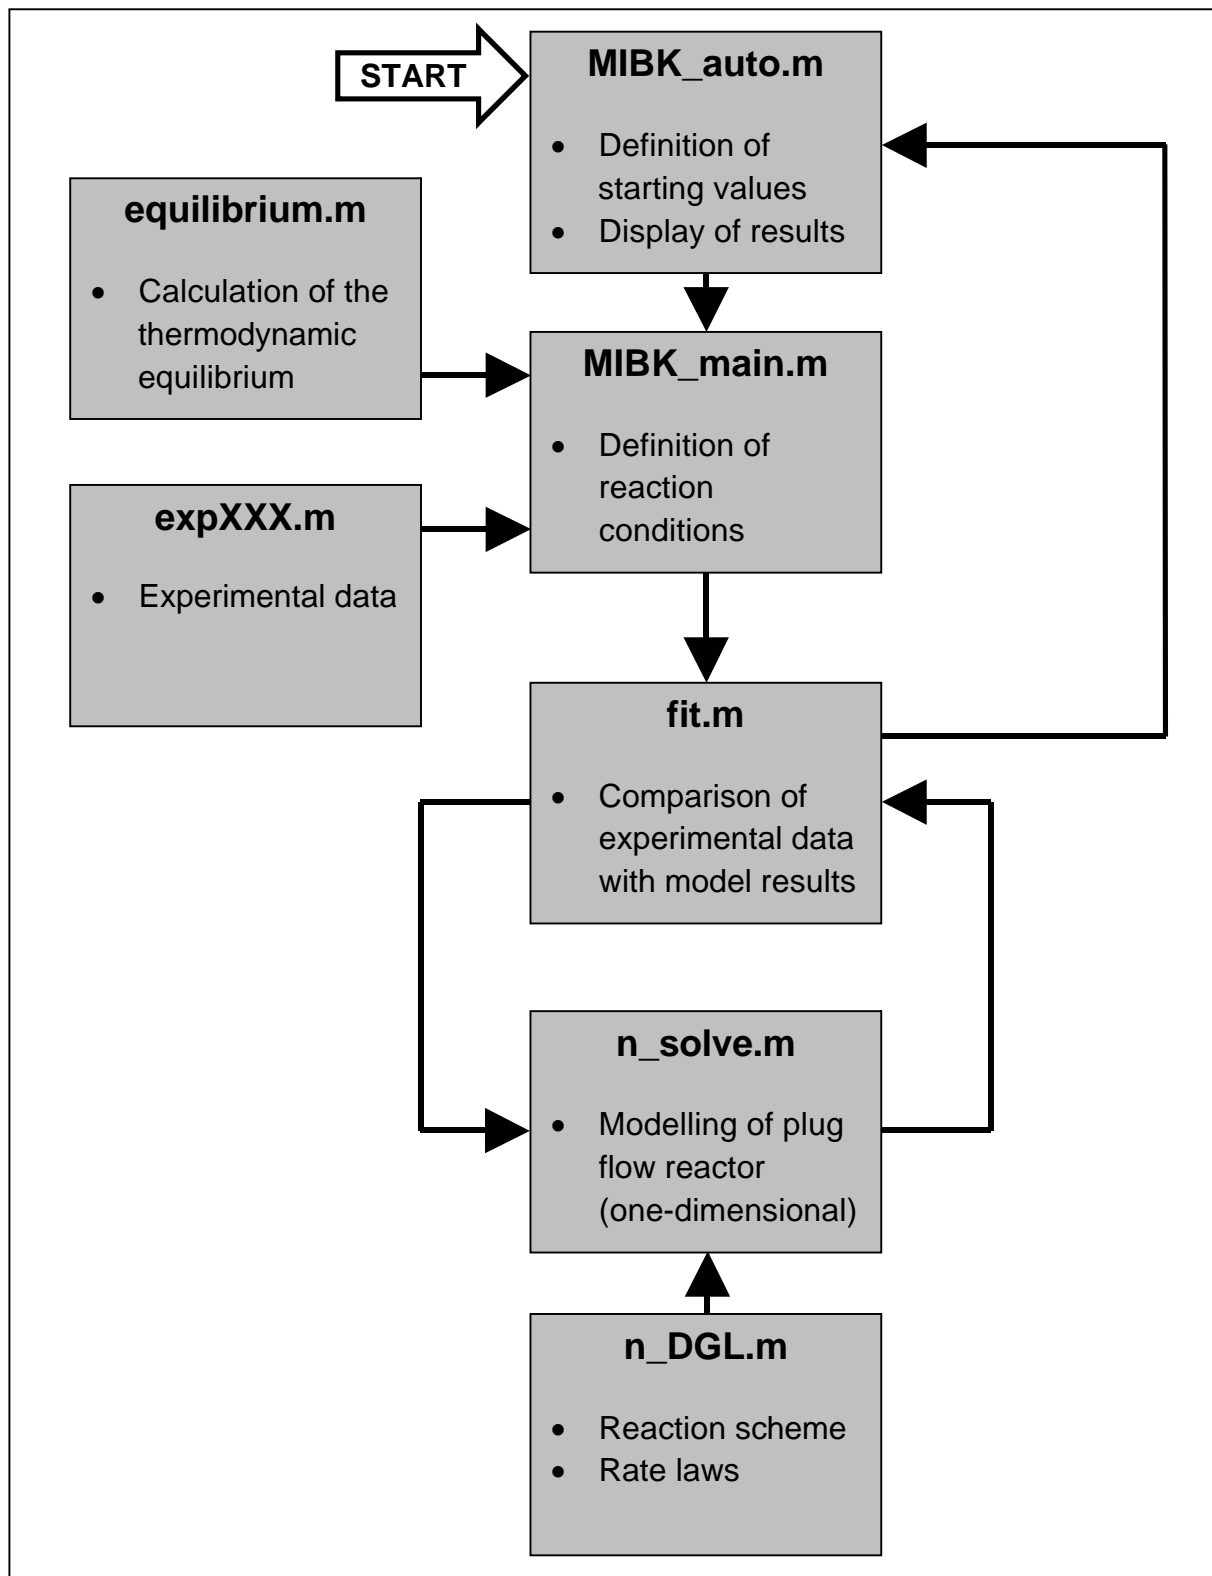 START
MIBK_auto.m
• Definition of
starting values
• Display of results
equilibrium.m
• Calculation of the
thermodynamic
equilibrium
MIBK_main.m
• Definition of
reaction
conditions
expXXX.m
• Experimental data
fit.m
• Comparison of
experimental data
with model results
n_solve.m
• Modelling of plug
flow reactor
(one-dimensional)
n_DGL.m
• Reaction scheme
• Rate laws